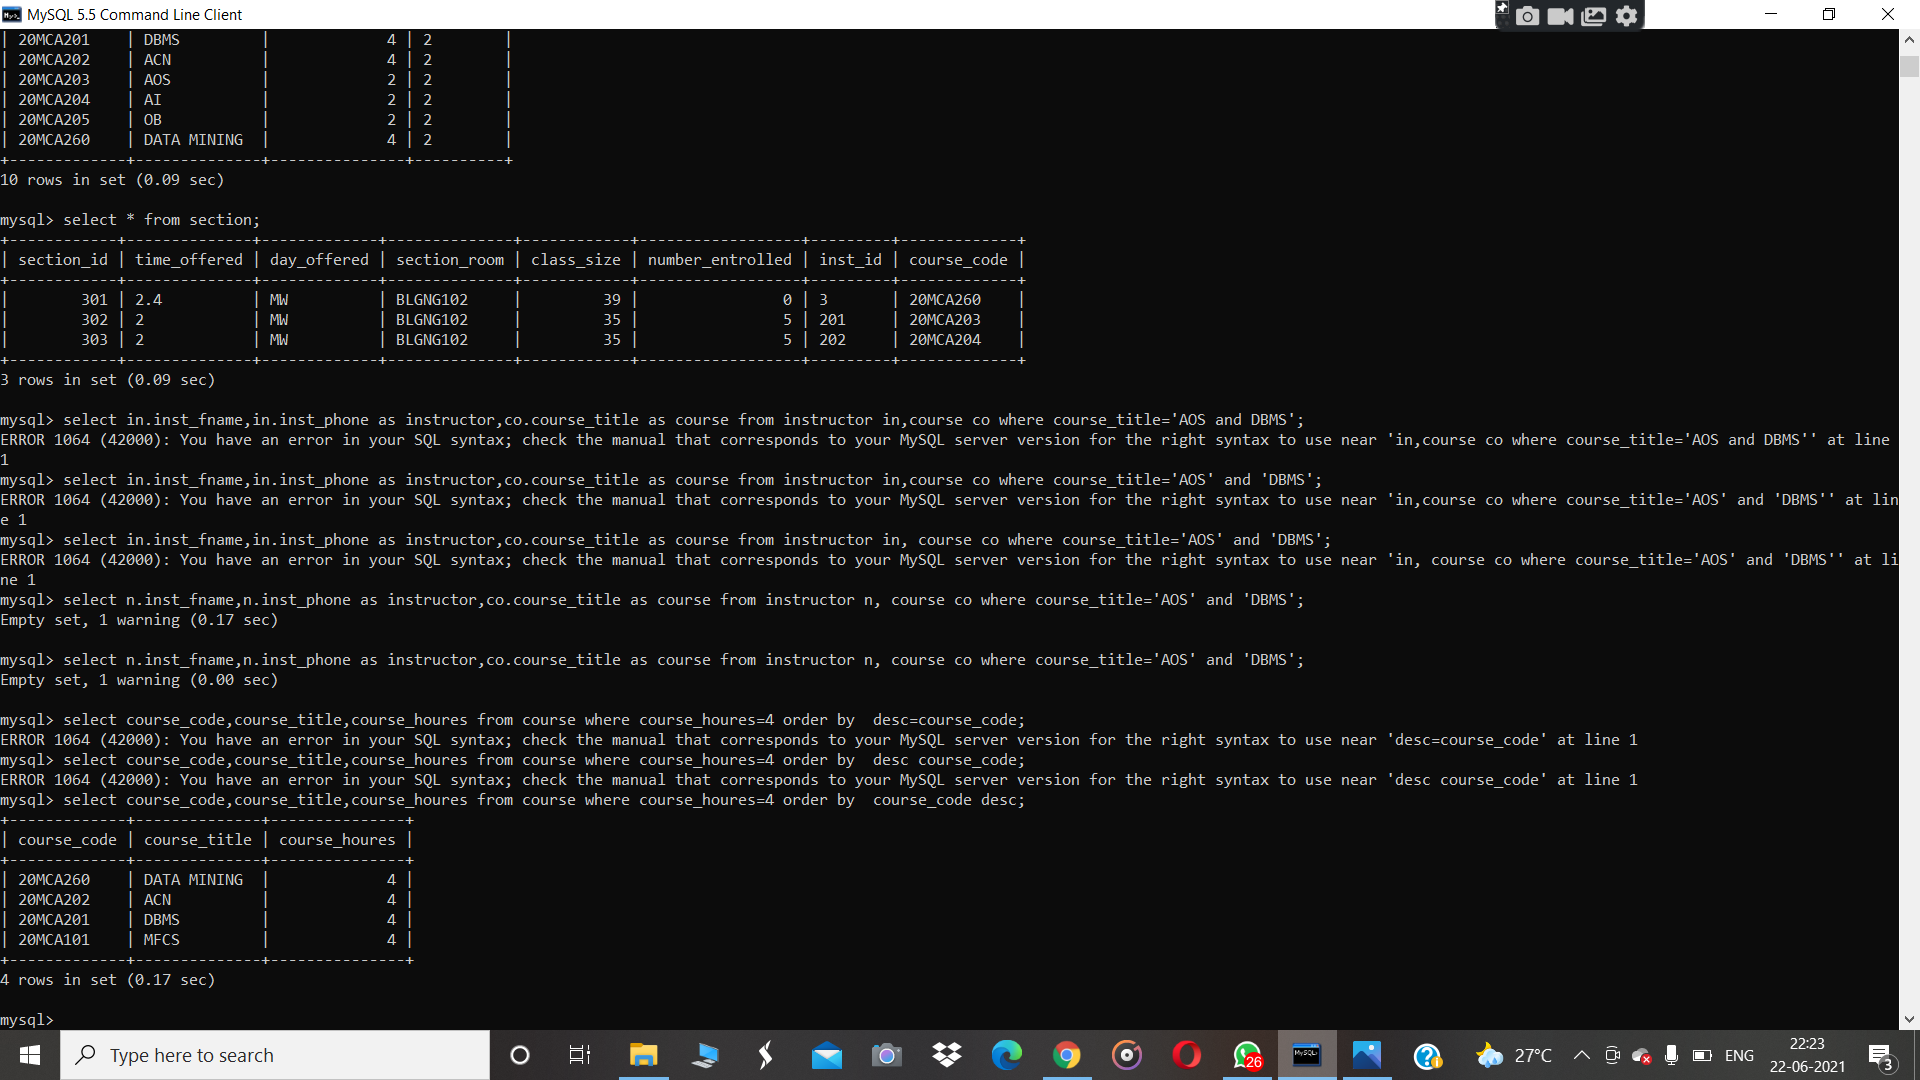 MySQL 5.5 Command Line Client
| 20MCA201    | DBMS         |             4 | 2        |
| 20MCA202    | ACN          |             4 | 2        |
| 20MCA203    | AOS          |             2 | 2        |
| 20MCA204    | AI           |             2 | 2        |
| 20MCA205    | OB           |             2 | 2        |
| 20MCA260    | DATA MINING  |             4 | 2        |
+-------------+--------------+---------------+----------+
10 rows in set (0.09 sec)
mysql> select * from section;
+------------+--------------+-------------+--------------+------------+------------------+---------+-------------+
| section_id | time_offered | day_offered | section_room | class_size | number_entrolled | inst_id | course_code |
+------------+--------------+-------------+--------------+------------+------------------+---------+-------------+
|        301 | 2.4          | MW          | BLGNG102     |         39 |                0 | 3       | 20MCA260    |
|        302 | 2            | MW          | BLGNG102     |         35 |                5 | 201     | 20MCA203    |
|        303 | 2            | MW          | BLGNG102     |         35 |                5 | 202     | 20MCA204    |
+------------+--------------+-------------+--------------+------------+------------------+---------+-------------+
3 rows in set (0.09 sec)
mysql> select in.inst_fname,in.inst_phone as instructor,co.course_title as course from instructor in,course co where course_title='AOS and DBMS';
ERROR 1064 (42000): You have an error in your SQL syntax; check the manual that corresponds to your MySQL server version for the right syntax to use near 'in,course co where course_title='AOS and DBMS'' at line
1
mysql> select in.inst_fname,in.inst_phone as instructor,co.course_title as course from instructor in,course co where course_title='AOS' and 'DBMS';
ERROR 1064 (42000): You have an error in your SQL syntax; check the manual that corresponds to your MySQL server version for the right syntax to use near 'in,course co where course_title='AOS' and 'DBMS'' at lin
e 1
mysql> select in.inst_fname,in.inst_phone as instructor,co.course_title as course from instructor in, course co where course_title='AOS' and 'DBMS';
ERROR 1064 (42000): You have an error in your SQL syntax; check the manual that corresponds to your MySQL server version for the right syntax to use near 'in, course co where course_title='AOS' and 'DBMS'' at li
ne 1
mysql> select n.inst_fname,n.inst_phone as instructor,co.course_title as course from instructor n, course co where course_title='AOS' and 'DBMS';
Empty set, 1 warning (0.17 sec)
mysql> select n.inst_fname,n.inst_phone as instructor,co.course_title as course from instructor n, course co where course_title='AOS' and 'DBMS';
Empty set, 1 warning (0.00 sec)
mysql> select course_code,course_title,course_houres from course where course_houres=4 order by  desc=course_code;
ERROR 1064 (42000): You have an error in your SQL syntax; check the manual that corresponds to your MySQL server version for the right syntax to use near 'desc=course_code' at line 1
mysql> select course_code,course_title,course_houres from course where course_houres=4 order by  desc course_code;
ERROR 1064 (42000): You have an error in your SQL syntax; check the manual that corresponds to your MySQL server version for the right syntax to use near 'desc course_code' at line 1
mysql> select course_code,course_title,course_houres from course where course_houres=4 order by  course_code desc;
+-------------+--------------+---------------+
| course_code | course_title | course_houres |
+-------------+--------------+---------------+
| 20MCA260    | DATA MINING  |             4 |
| 20MCA202    | ACN          |             4 |
| 20MCA201    | DBMS         |             4 |
| 20MCA101    | MFCS         |             4 |
+-------------+--------------+---------------+
4 rows in set (0.17 sec)
mysql>
Type here to search
26
MySQL
27°C
ENG
22:23
22-06-2021
3